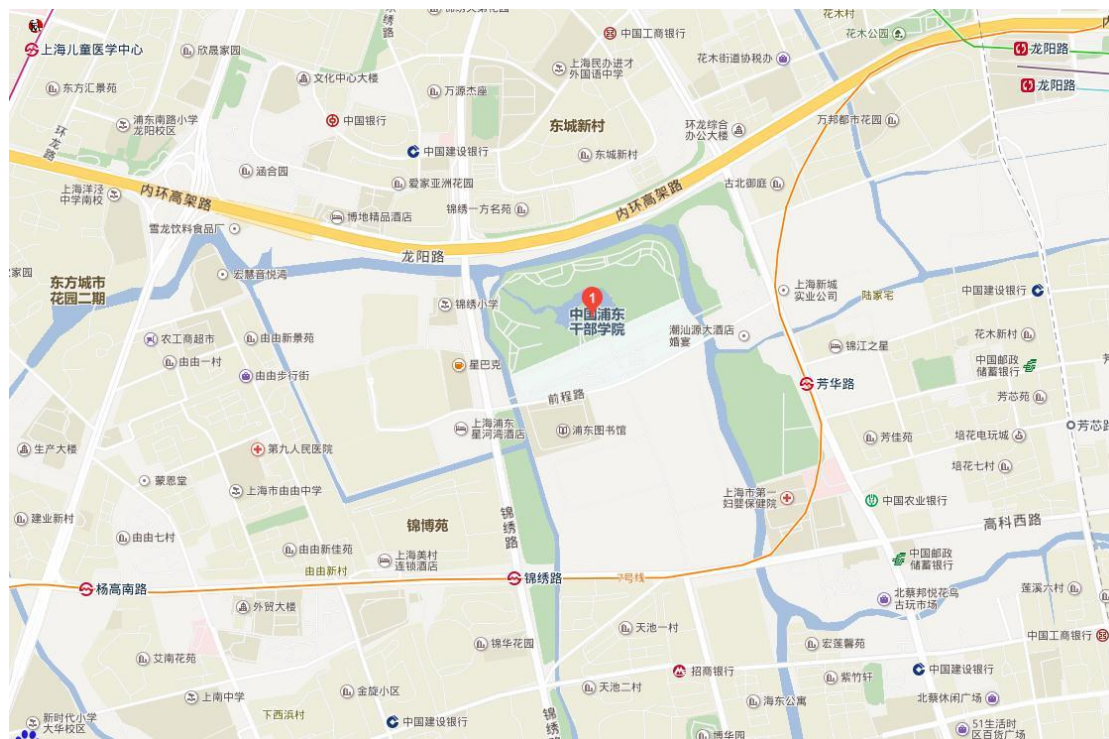 锦绣路
花木村
中国工商银行
花木公园
内
上海儿童医学中心
欣晟家园
上海民办进才
外国语中学
花木街道协税办
龙阳路
文化中心大楼
龙阳路
东方汇景苑
万源杰座
浦东南路小学
龙阳校区
中国银行
东城新村
环龙综合
办公大楼
万邦都市花园
环龙路
中国建设银行
东城新村
涵合园
爱家亚洲花园
古北御庭
上海洋泾
中学南校
内环高架路
博地精品酒店
锦绣一方名苑
内环高架路
雪龙饮料食品厂
龙阳路
宏慧音悦湾
家园
东方城市
花园二期
锦绣小学
1
中国浦东
干部学院
上海新城
实业公司
陆家宅
中国建设银行
农工商超市
由由新景苑
潮汕源大酒店
婚宴
花木新村
由由一村
锦江之星
星巴克
中国邮政
储蓄银行
由由步行街
芳华路
前程路
芳芯苑
上海浦东
星河湾酒店
浦东图书馆
芳芯路
生产大楼
第九人民医院
芳佳苑
培花电玩城
蒙恩堂
培花七村
上海市由由中学
上海市第一
妇婴保健院
中国农业银行
建业新村
锦博苑
锦绣路
高科西路
由由七村
由由新佳苑
上海美村
连锁酒店
中国邮政
储蓄银行
由由新村
杨高南路
锦绣路
7号线
莲溪六村
北蔡邦悦花鸟
古玩市场
外贸大楼
天池一村
中国工商银行
锦华花园
宏莲馨苑
艾南花苑
招商银行
中国建设银行
紫竹轩
上南中学
金旋小区
天池二村
海东公寓
北蔡休闲广场
下西浜村
新时代小学
大华校区
中国建设银行
锦绣路
博华园
51生活时
区百货广场